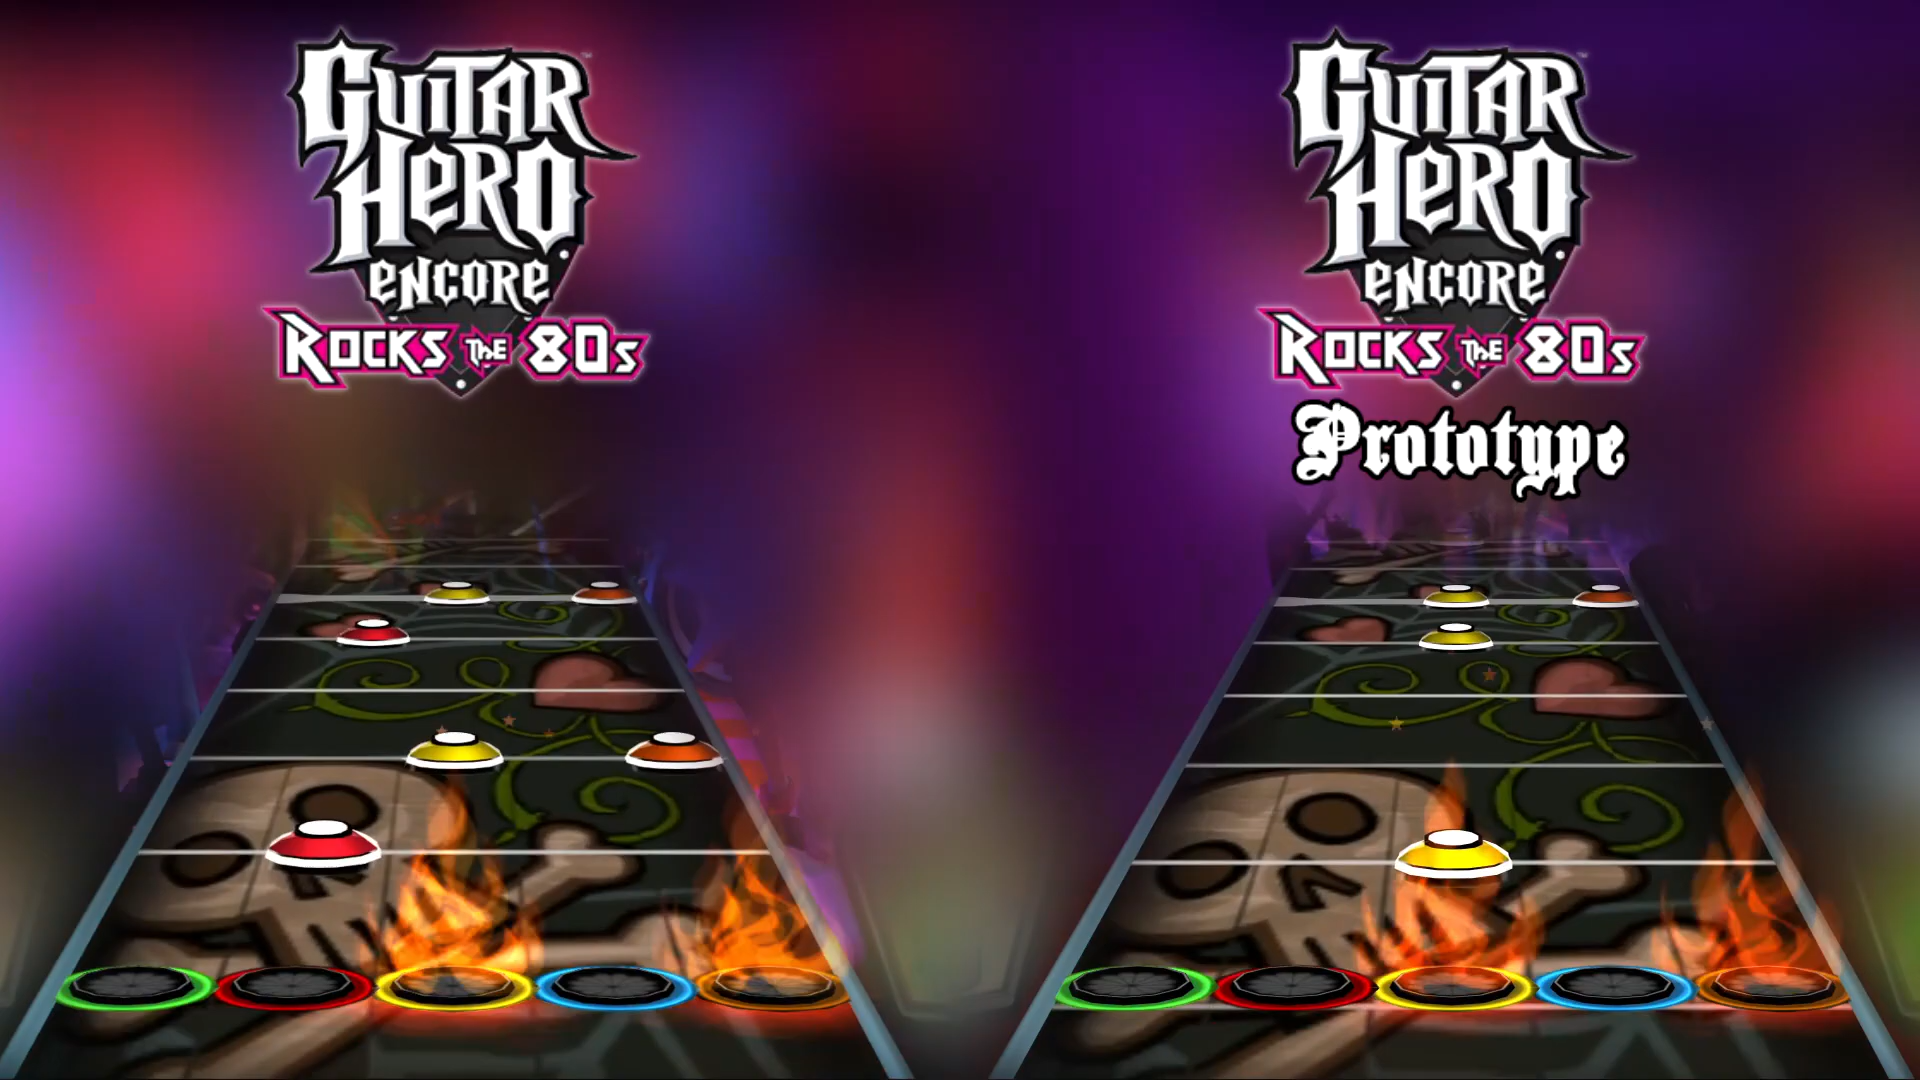 GUITAR
HERO
ENCORE
ROCKS THE 80s
GUITAR
HERO
ENCORE
ROCKS THE 80s
Prototype